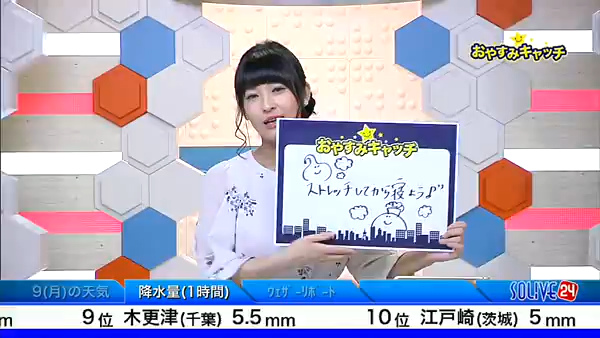 おやすみキャッチ
おやすみキャッチ
ストレッチしてから寝よう♪"
9(月)の天気 降水量(1時間) ウェザーリポート SOLiVE24
m 9位 木更津(千葉) 5.5mm 10位 江戸崎(茨城) 5mm